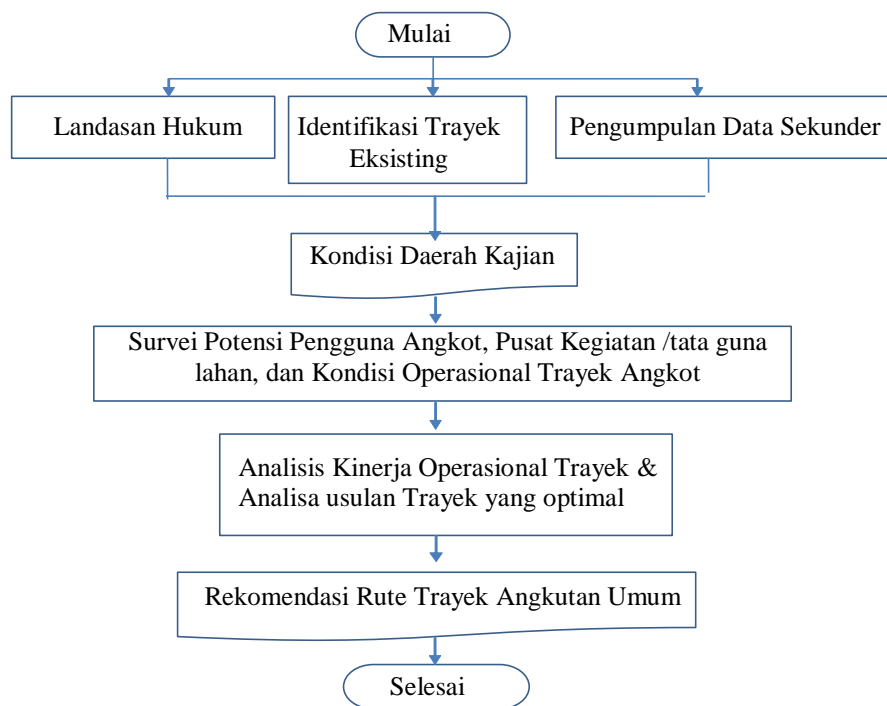 Mulai
Landasan Hukum
Identifikasi Trayek
Eksisting
Pengumpulan Data Sekunder
Kondisi Daerah Kajian
Survei Potensi Pengguna Angkot, Pusat Kegiatan /tata guna
lahan, dan Kondisi Operasional Trayek Angkot
Analisis Kinerja Operasional Trayek &
Analisa usulan Trayek yang optimal
Rekomendasi Rute Trayek Angkutan Umum
Selesai